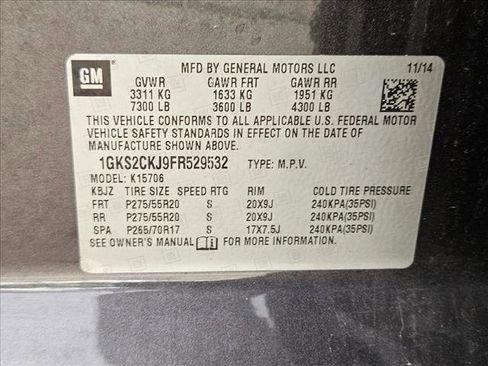 GM
MFD BY GENERAL MOTORS LLC 11/14
GVWR GAWR FRT GAWR RR
3311 KG 1633 KG 1951 KG
7300 LB 3600 LB 4300 LB
THIS VEHICLE CONFORMS TO ALL APPLICABLE U.S. FEDERAL MOTOR
VEHICLE SAFETY STANDARDS IN EFFECT ON THE DATE OF
MANUFACTURE SHOWN ABOVE.
1GKS2CKJ9FR529532 TYPE: M.P.V.
MODEL: K15706
KBJZ TIRE SIZE SPEED RTG RIM COLD TIRE PRESSURE
FRT P275/55R20 S 20X9J 240KPA(35PSI)
RR P275/55R20 S 20X9J 240KPA(35PSI)
SPA P265/70R17 S 17X7.5J 240KPA(35PSI)
SEE OWNER'S MANUAL FOR MORE INFORMATION.